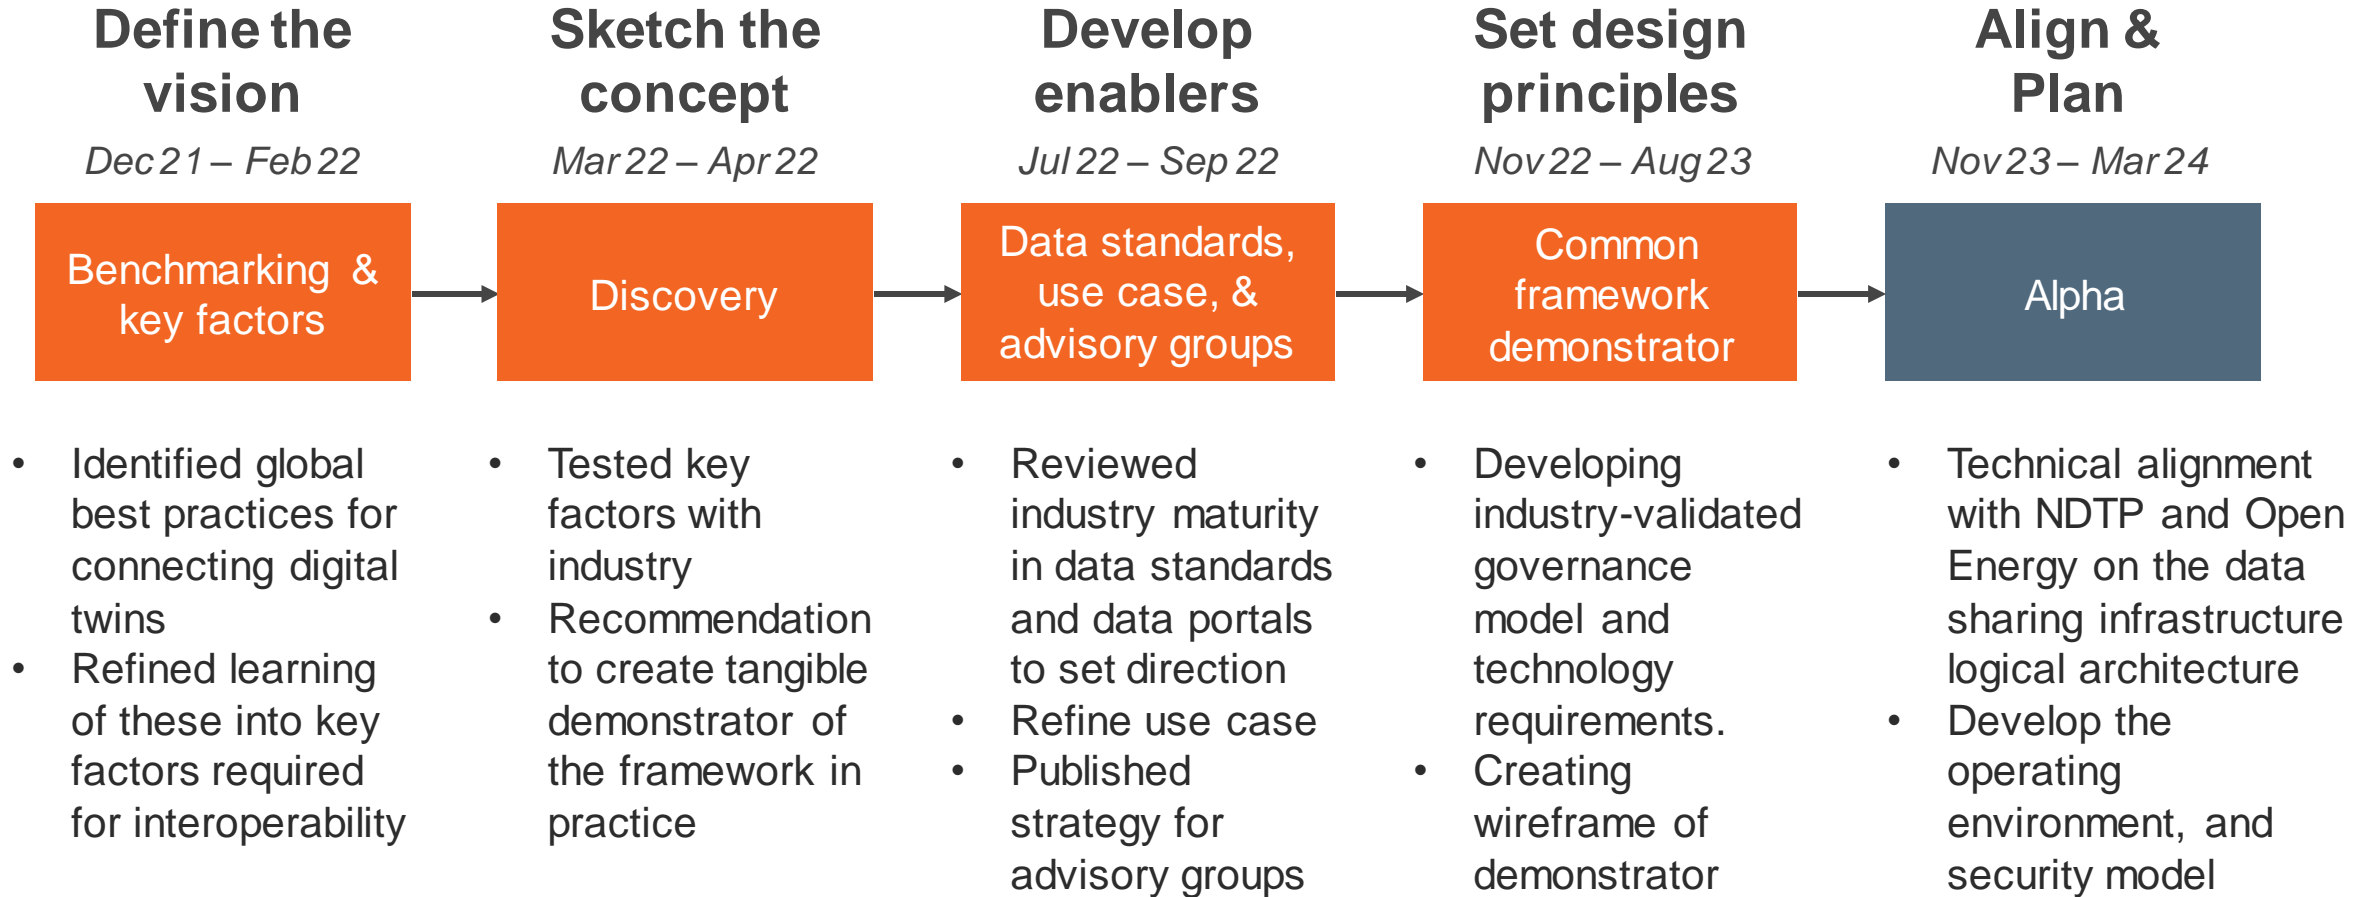 Define the
vision
Dec 21 – Feb 22
Benchmarking &
key factors
• Identified global
best practices for
connecting digital
twins
• Refined learning
of these into key
factors required
for interoperability
Sketch the
concept
Mar 22 – Apr 22
Discovery
• Tested key
factors with
industry
• Recommendation
to create tangible
demonstrator of
the framework in
practice
Develop
enablers
Jul 22 – Sep 22
Data standards,
use case, &
advisory groups
• Reviewed
industry maturity
in data standards
and data portals
to set direction
• Refine use case
• Published
strategy for
advisory groups
Set design
principles
Nov 22 – Aug 23
Common
framework
demonstrator
• Developing
industry-validated
governance
model and
technology
requirements.
• Creating
wireframe of
demonstrator
Align &
Plan
Nov 23 – Mar 24
Alpha
• Technical alignment
with NDTP and Open
Energy on the data
sharing infrastructure
logical architecture
• Develop the
operating
environment, and
security model